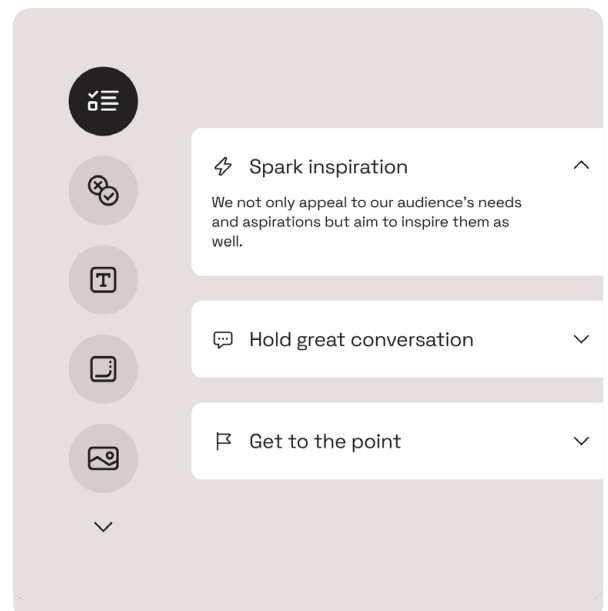 Spark inspiration
We not only appeal to our audience's needs
and aspirations but aim to inspire them as
well.
T
Hold great conversation
Get to the point